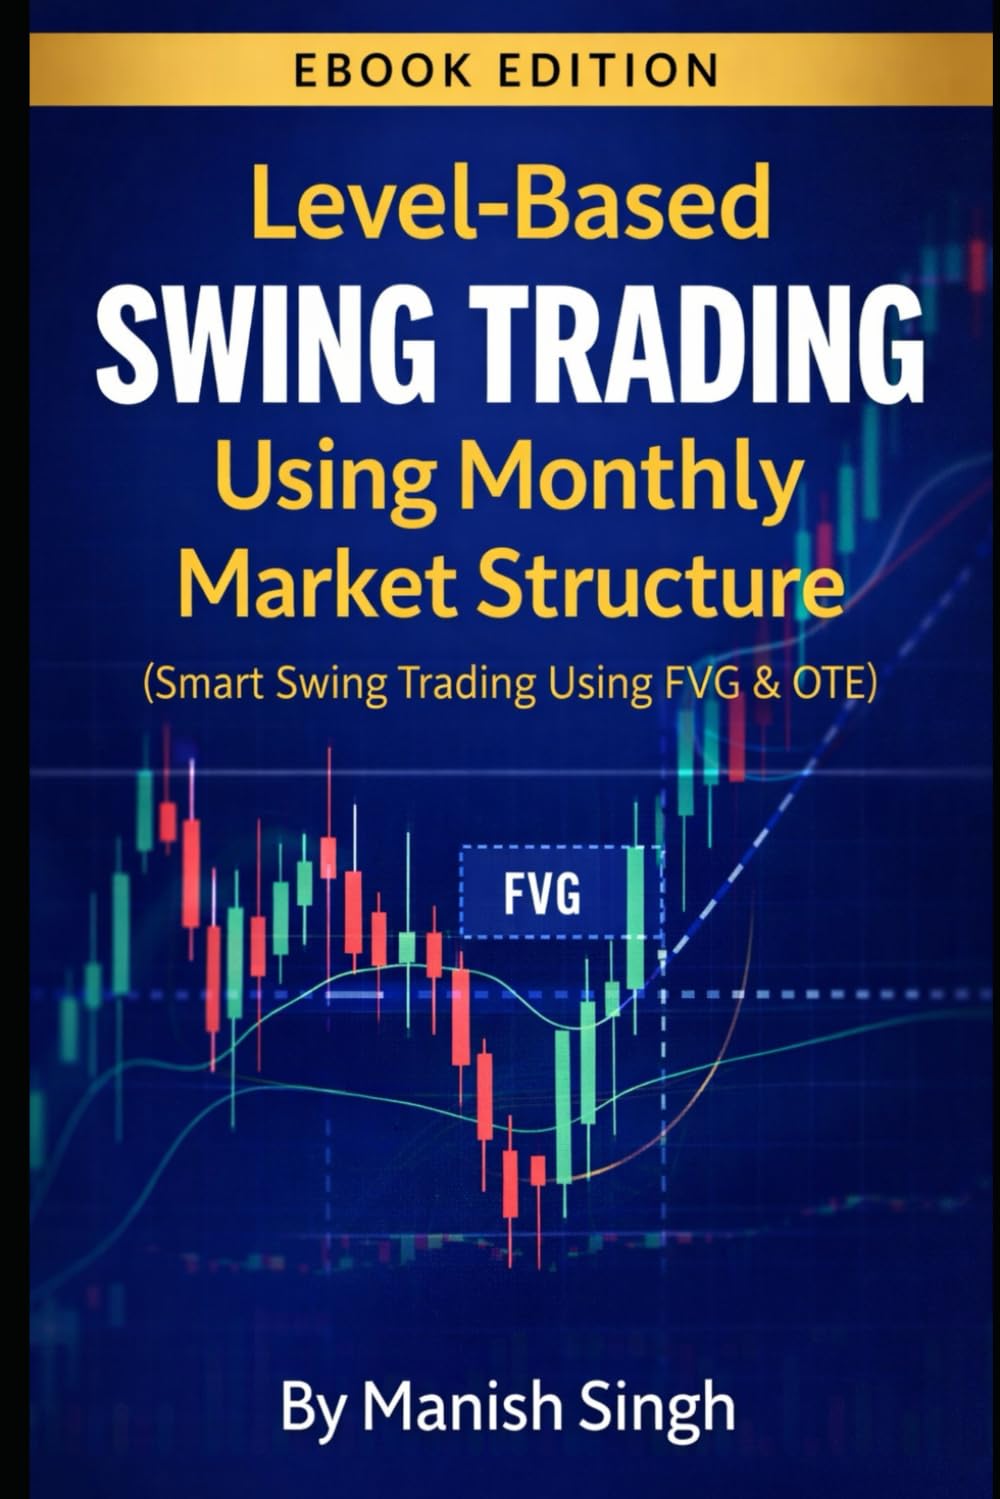 EBOOK EDITION
Level-Based
SWING TRADING
Using Monthly
Market Structure
(Smart Swing Trading Using FVG & OTE)
FVG
By Manish Singh